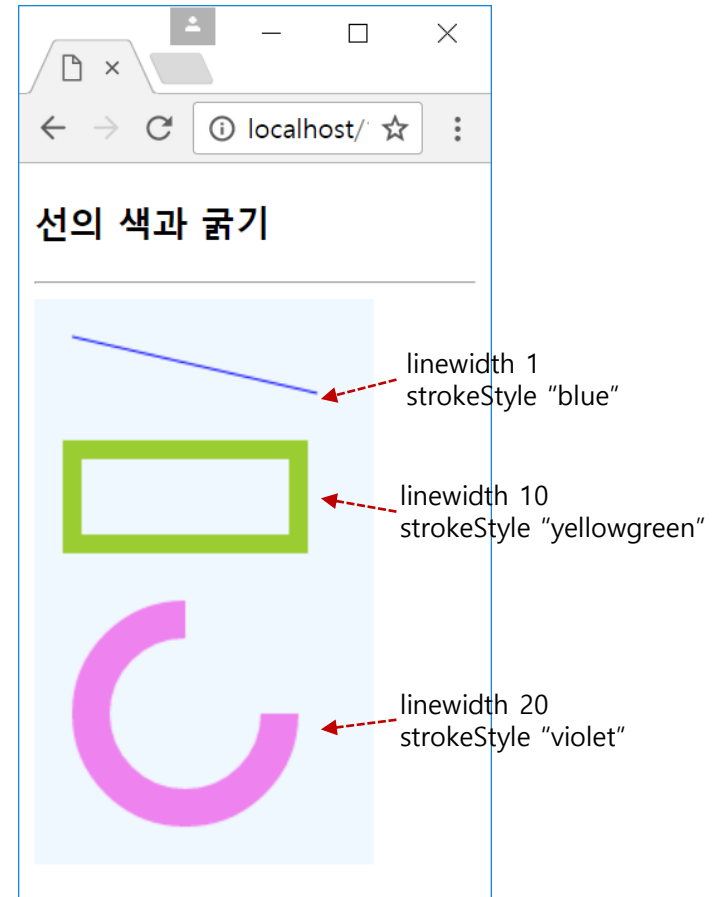 localhost/
선의 색과 굵기
linewidth 1
strokeStyle "blue"
linewidth 10
strokeStyle "yellowgreen"
linewidth 20
strokeStyle "violet"